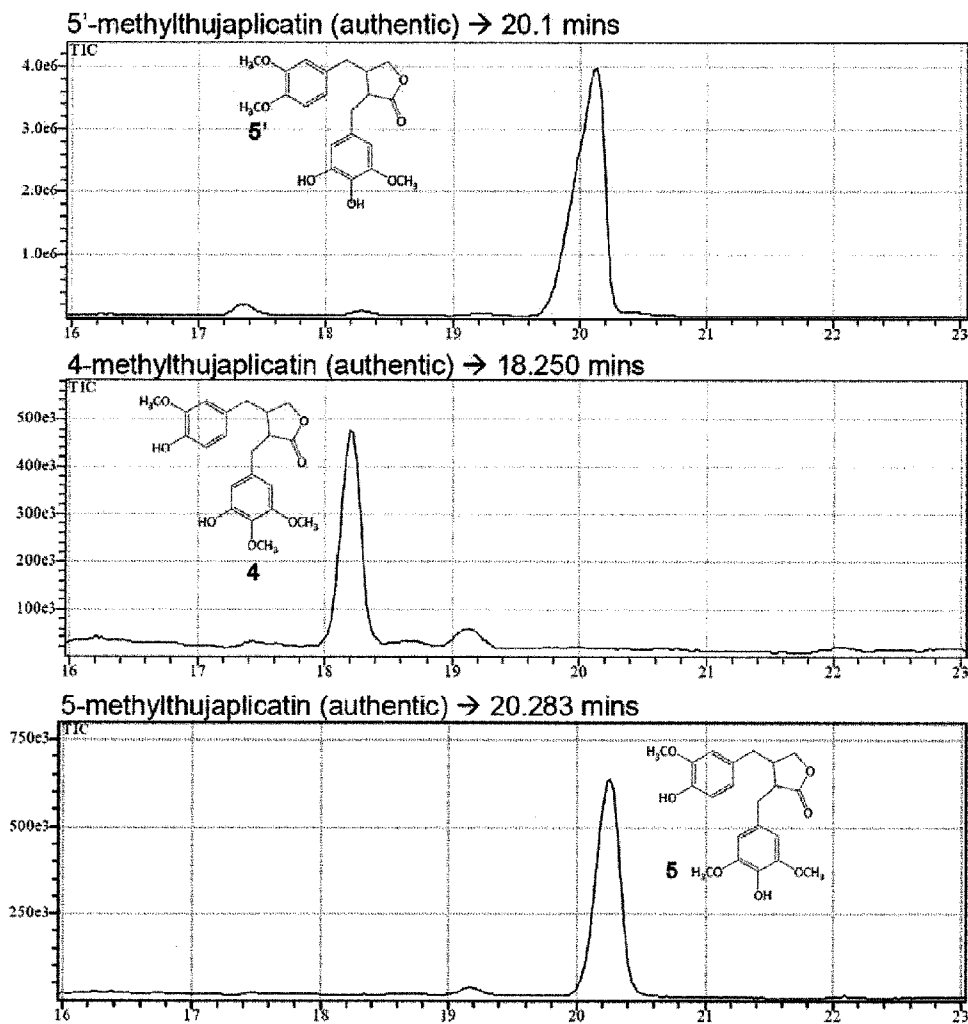 5'-methylthujaplicatin (authentic) → 20.1 mins
TIC
4.0e6
3.0e6
2.0e6
1.0e6
H₃CO
O
H₃CO
O
5'
HO
OCH₃
OH
16 17 18 19 20 21 22 23
4-methylthujaplicatin (authentic) → 18.250 mins
TIC
500e3
400e3
300e3
200e3
100e3
H₃CO
O
HO
O
HO
OCH₃
OCH₃
4
16 17 18 19 20 21 22 23
5-methylthujaplicatin (authentic) → 20.283 mins
TIC
750e3
500e3
250e3
H₃CO
O
HO
O
5
H₃CO
OCH₃
OH
16 17 18 19 20 21 22 23